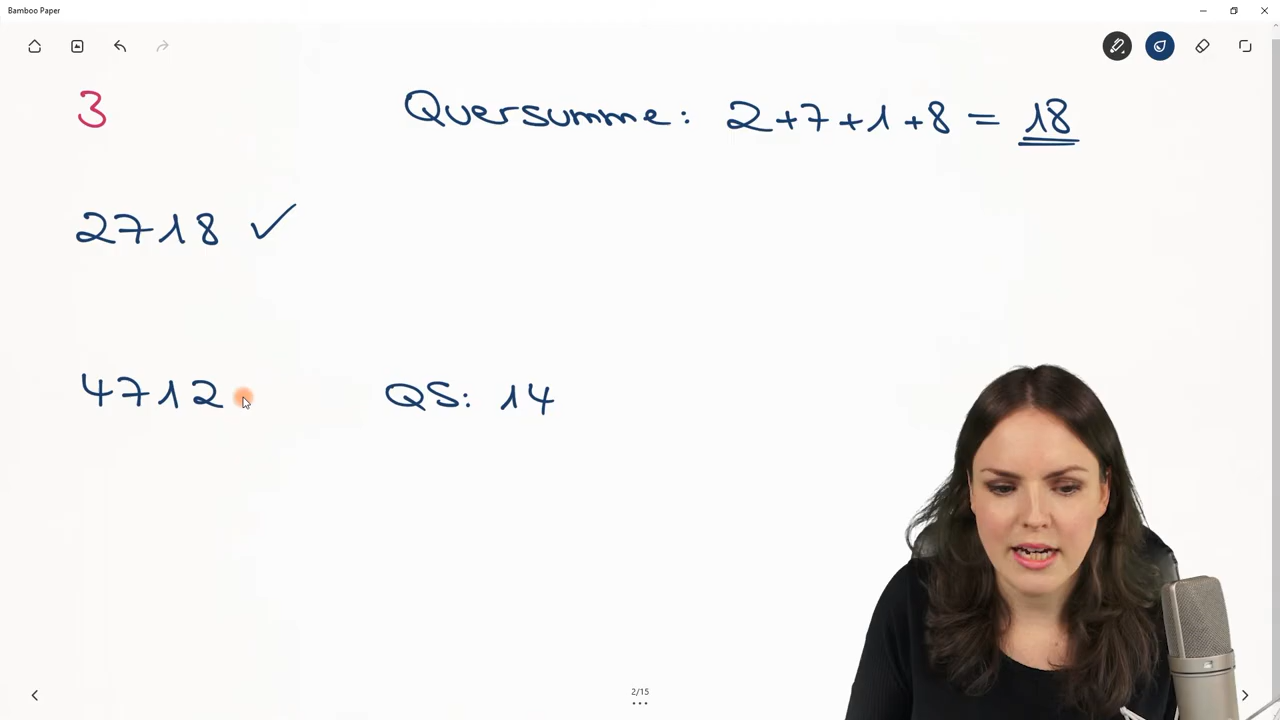 Bamboo Paper
3
Quersumme: 2+7+1+8 = 18
2718 ✓
4712
QS: 14
2/15